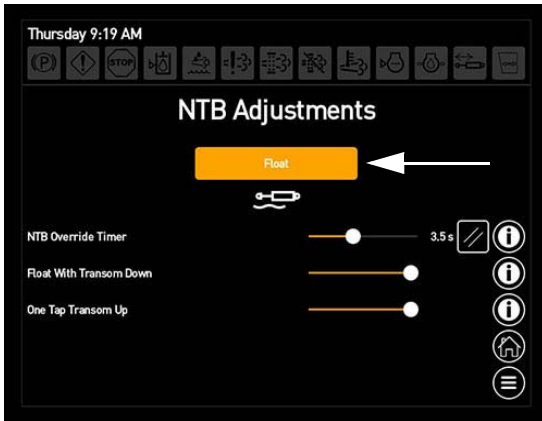 Thursday 9:19 AM
STOP
NTB Adjustments
Float
NTB Override Timer
3.5 s
Float With Transom Down
One Tap Transom Up